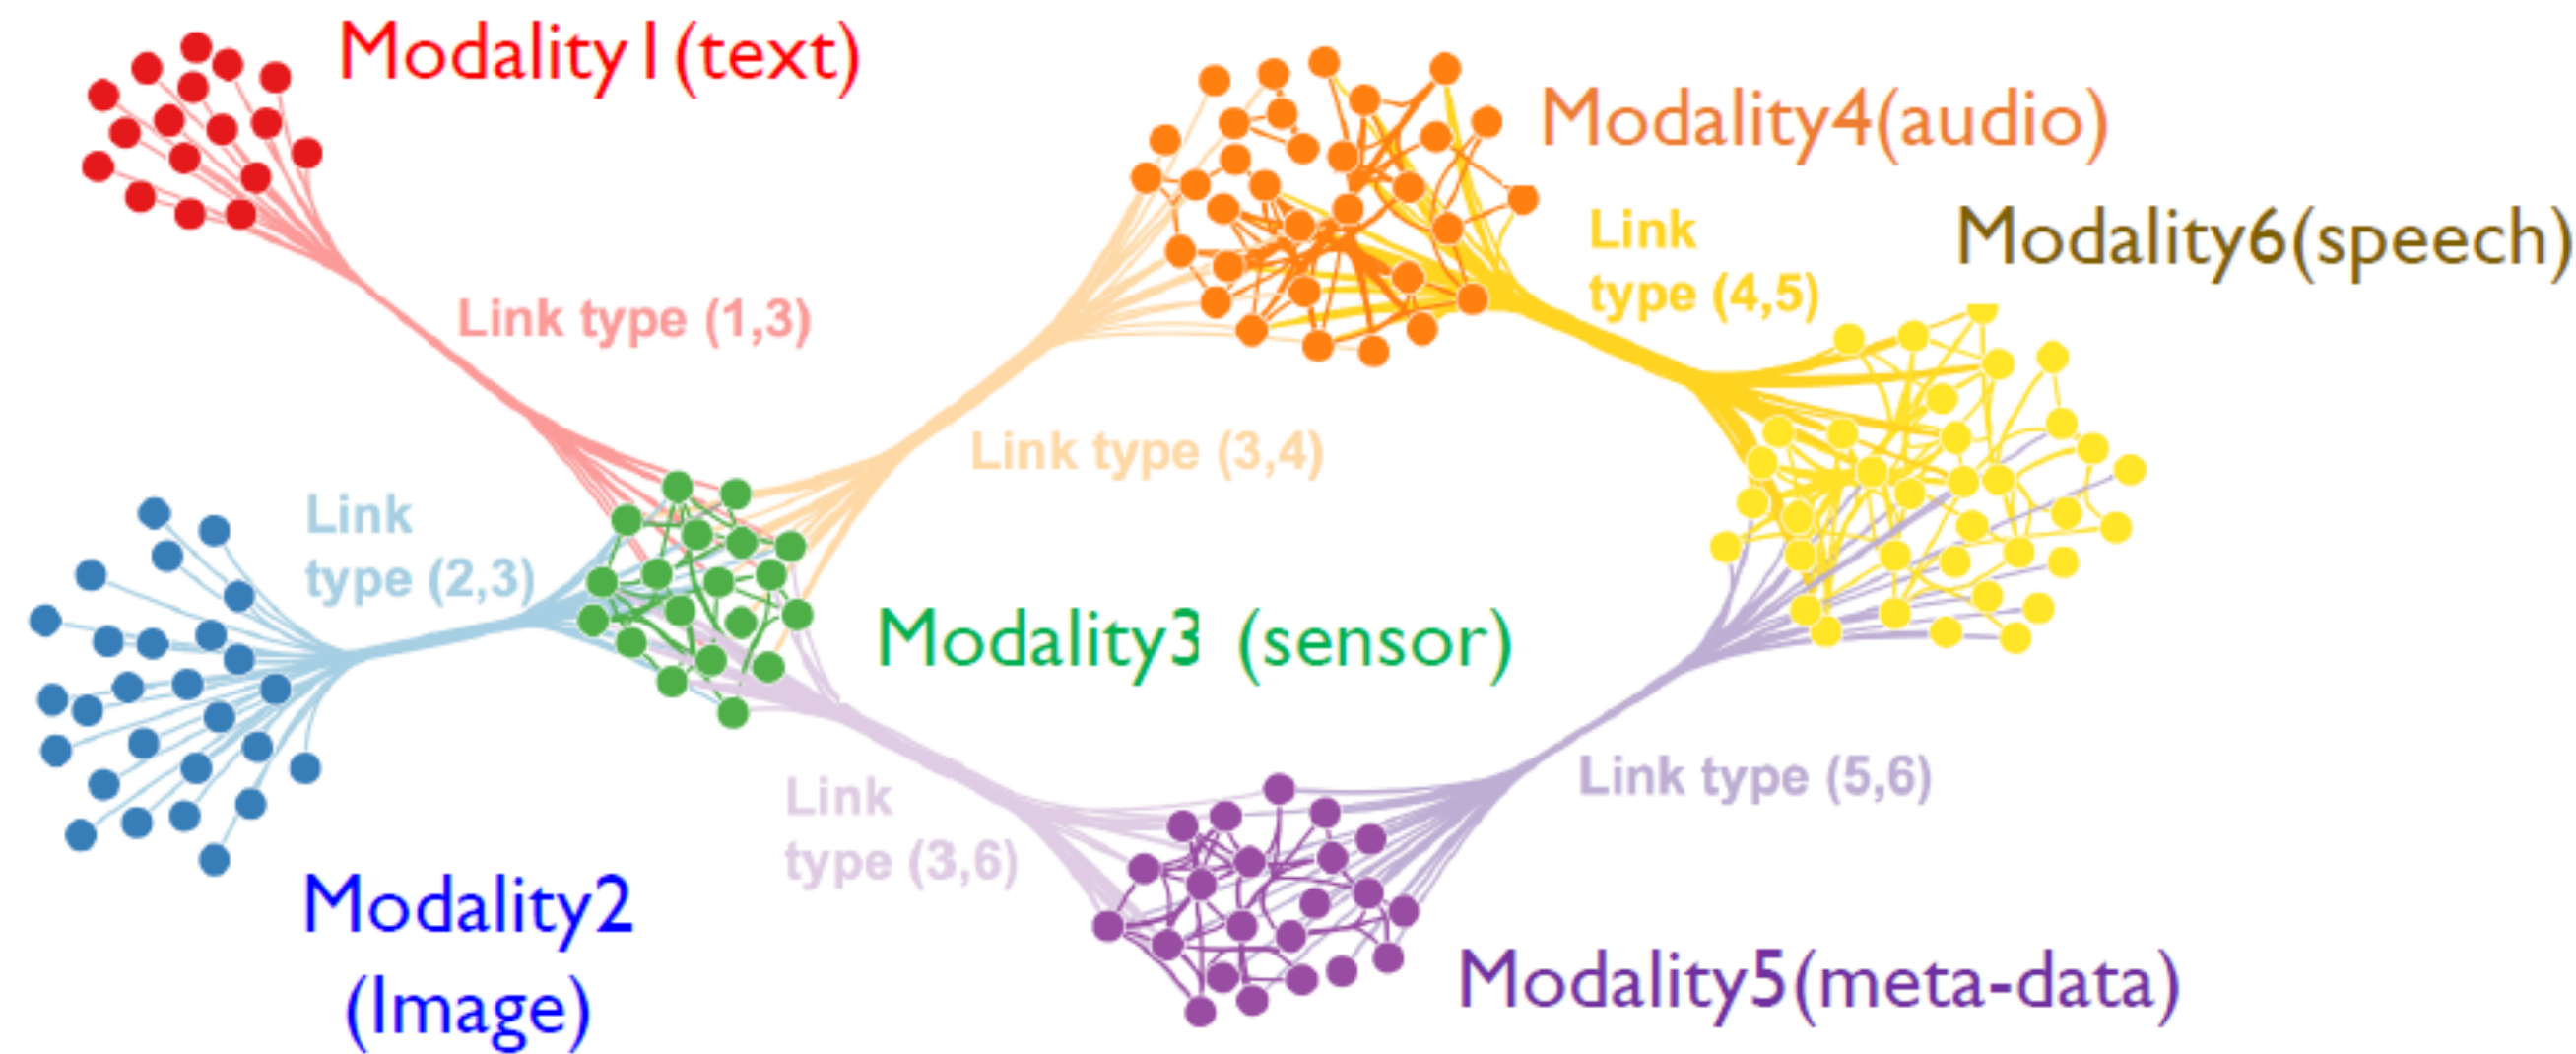 Modality1(text)
Modality4(audio)
Link
type (4,5)
Modality6(speech)
Link type (1,3)
Link type (3,4)
Link
type (2,3)
Modality3 (sensor)
Link
type (3,6)
Link type (5,6)
Modality2
(Image)
Modality5(meta-data)